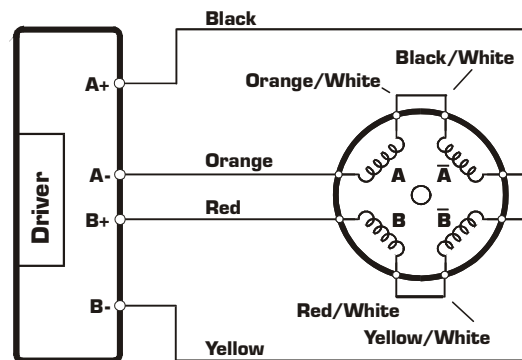 Black
Black/White
Orange/White
A+
Orange
A-
A Ā
Driver
Red
B+
B B̄
B-
Red/White
Yellow/White
Yellow